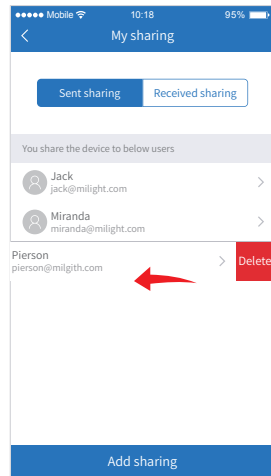 Mobile 10:18 95%
My sharing
Sent sharing Received sharing
You share the device to below users
Jack
jack@milight.com
Miranda
miranda@milight.com
Pierson
pierson@milgith.com
Delete
Add sharing